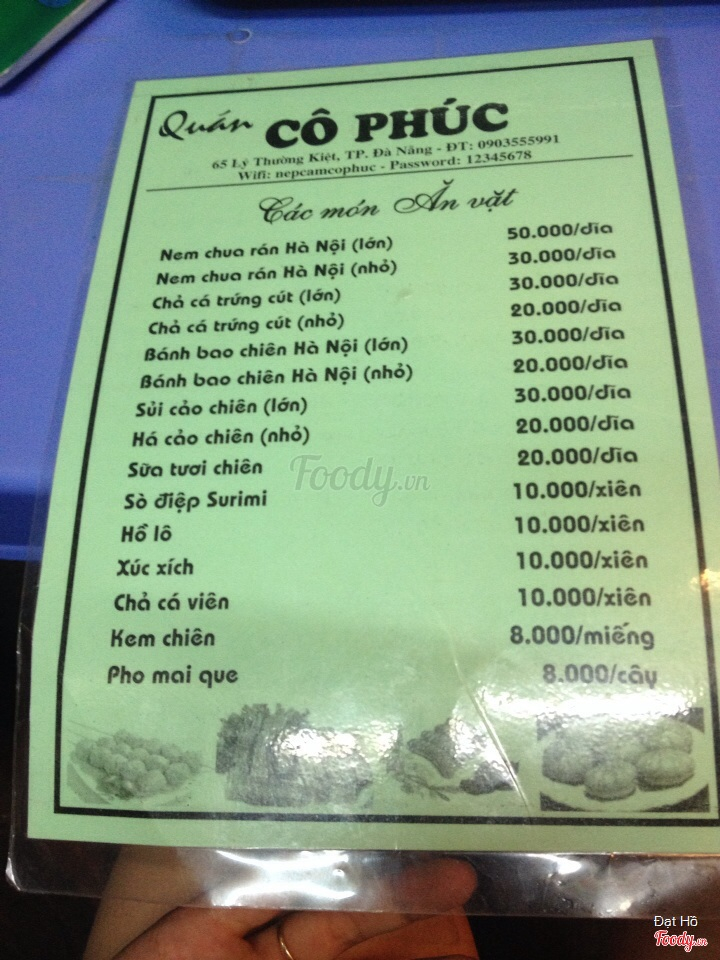 Quán CÔ PHÚC
65 Lý Thường Kiệt, TP. Đà Nẵng - ĐT: 0903555991
Wifi: nepcamcophuc - Password: 12345678
Các món Ăn vặt
Nem chua rán Hà Nội (lớn) 50.000/dĩa
Nem chua rán Hà Nội (nhỏ) 30.000/dĩa
Chả cá trứng cút (lớn) 30.000/dĩa
Chả cá trứng cút (nhỏ) 20.000/dĩa
Bánh bao chiên Hà Nội (lớn) 30.000/dĩa
Bánh bao chiên Hà Nội (nhỏ) 20.000/dĩa
Sủi cảo chiên (lớn) 30.000/dĩa
Há cảo chiên (nhỏ) 20.000/dĩa
Sữa tươi chiên 20.000/dĩa
Sò điệp Surimi 10.000/xiên
Hồ lô 10.000/xiên
Xúc xích 10.000/xiên
Chả cá viên 10.000/xiên
Kem chiên 8.000/miếng
Pho mai que 8.000/cây
Foody.vn
Đạt Hồ
Foody.vn